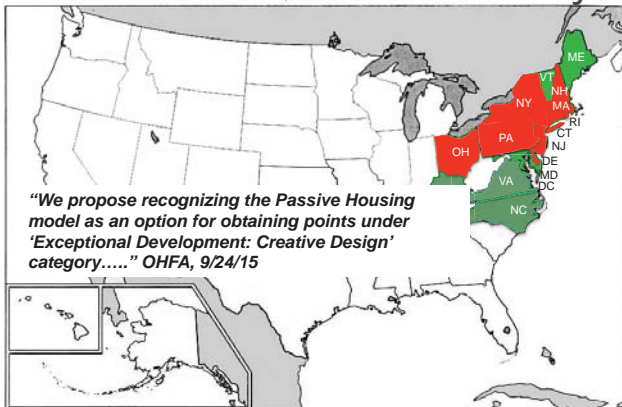 ME
VT
NH
NY
MA
RI
CT
PA
NJ
OH
DE
MD
VA
DC
NC
“We propose recognizing the Passive Housing
model as an option for obtaining points under
‘Exceptional Development: Creative Design’
category…..” OHFA, 9/24/15